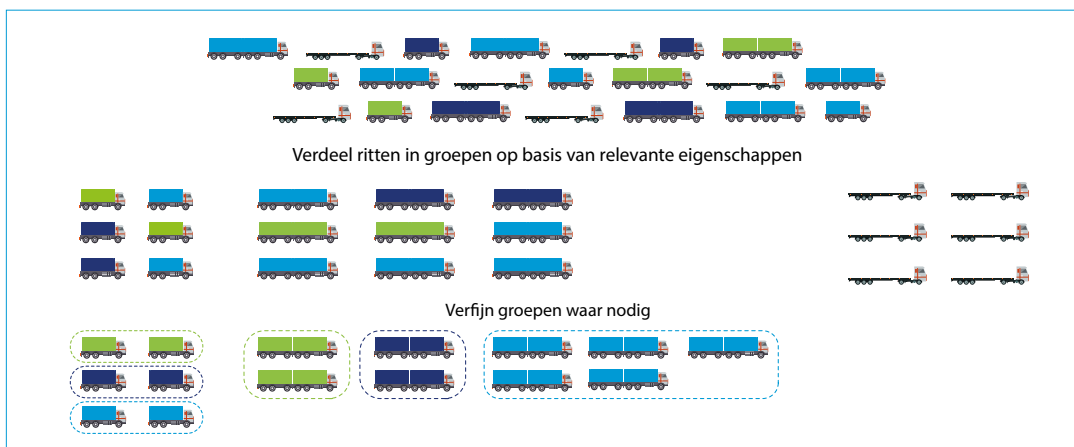 Verdeel ritten in groepen op basis van relevante eigenschappen
Verfijn groepen waar nodig